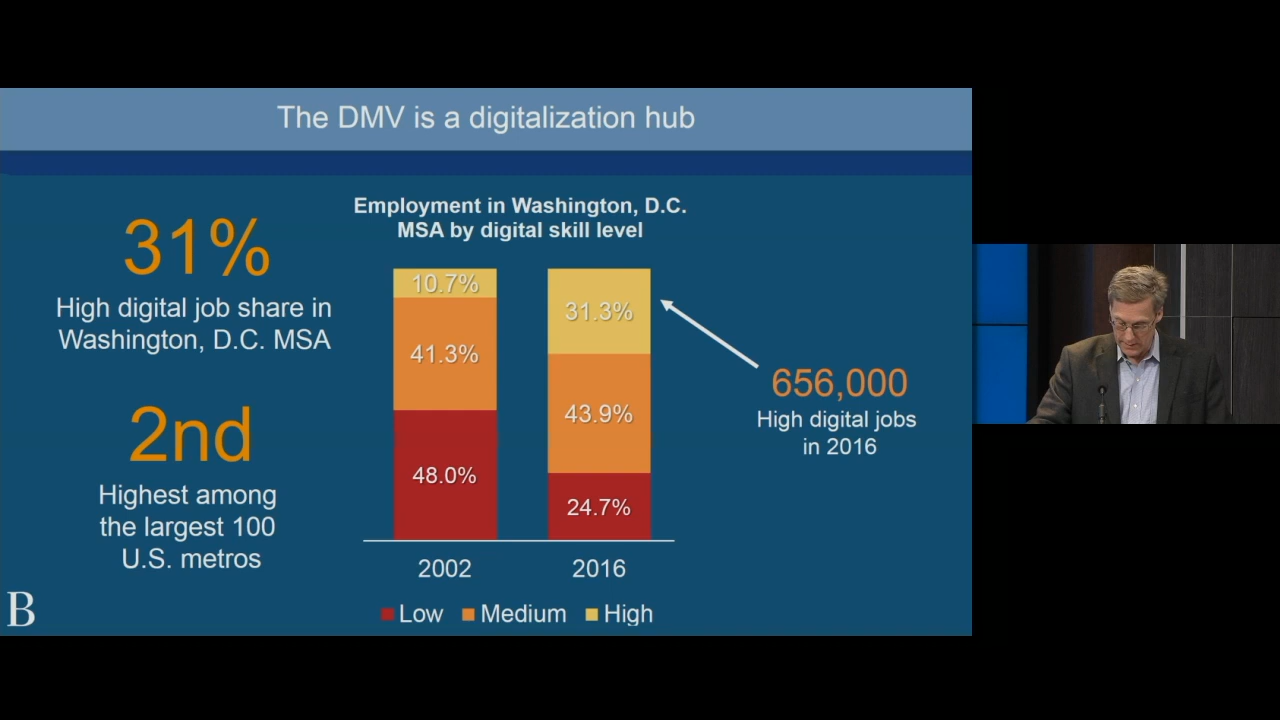 The DMV is a digitalization hub
31%
High digital job share in
Washington, D.C. MSA
2nd
Highest among
the largest 100
U.S. metros
Employment in Washington, D.C.
MSA by digital skill level
10.7%
41.3%
48.0%
31.3%
43.9%
24.7%
2002 2016
Low Medium High
656,000
High digital jobs
in 2016
B